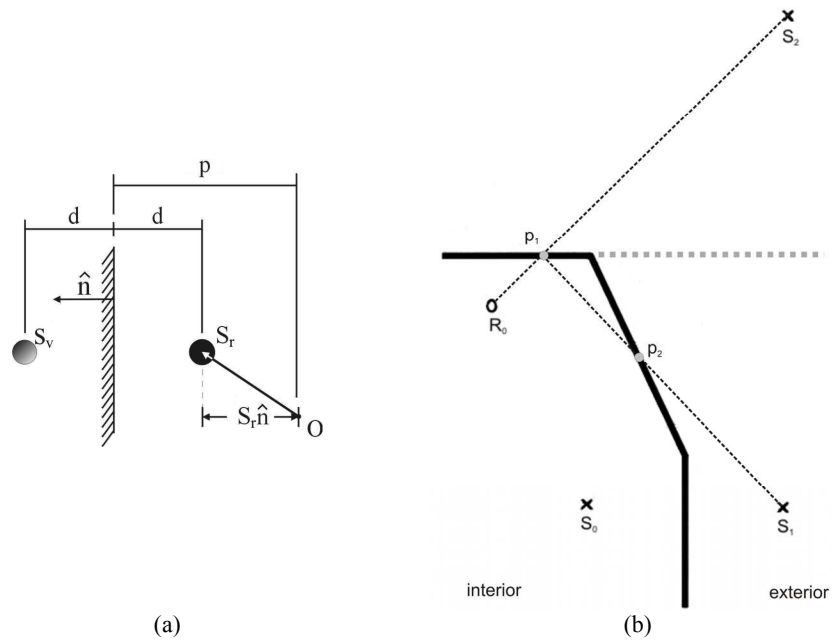 p
d d
n̂
Sᵥ
Sᵣ
Sᵣn̂
O
(a)
S₂
p₁
R₀
p₂
S₀
S₁
interior exterior
(b)